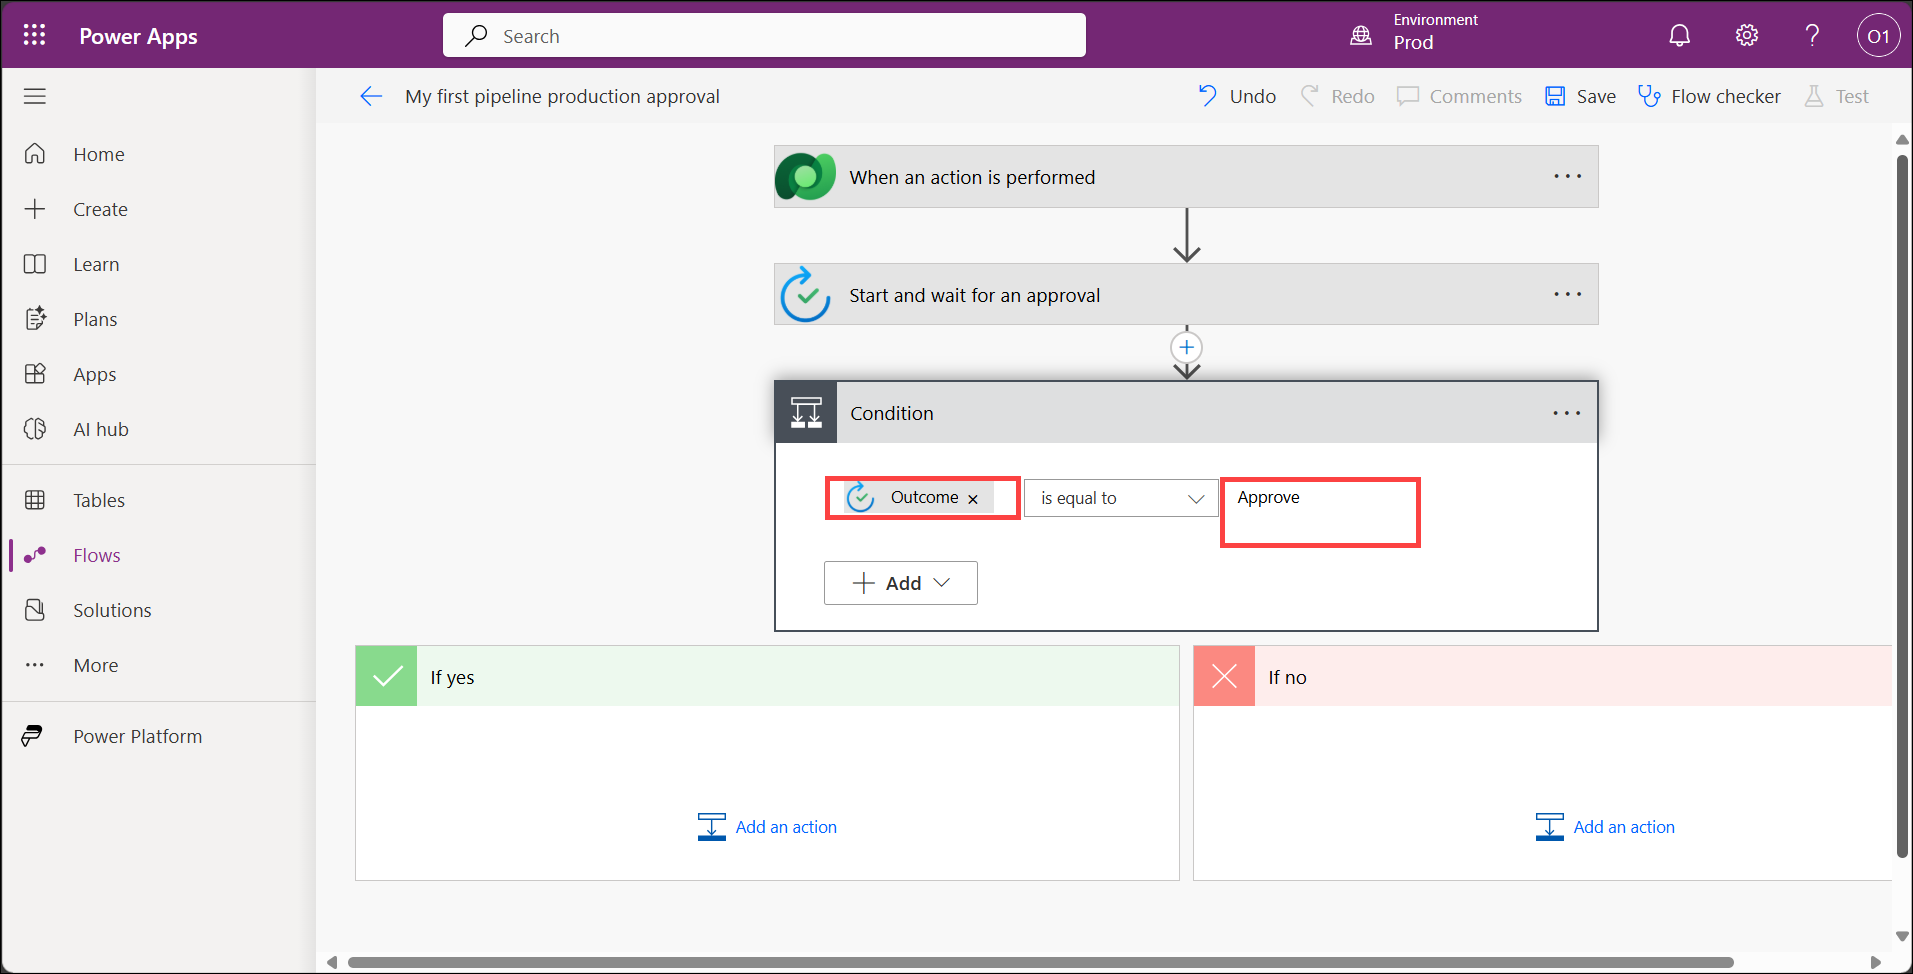 Power Apps
Search
Environment
Prod
O1
My first pipeline production approval
Undo
Redo
Comments
Save
Flow checker
Test
Home
Create
Learn
Plans
Apps
AI hub
Tables
Flows
Solutions
More
Power Platform
When an action is performed
Start and wait for an approval
Condition
Outcome
is equal to
Approve
Add
If yes
If no
Add an action
Add an action